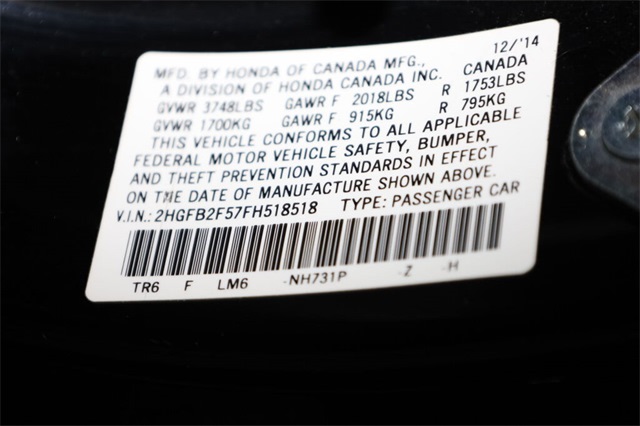 12/'14
MFD. BY HONDA OF CANADA MFG.,
A DIVISION OF HONDA CANADA INC. CANADA
GVWR 3748LBS GAWR F 2018LBS R 1753LBS
GVWR 1700KG GAWR F 915KG R 795KG
THIS VEHICLE CONFORMS TO ALL APPLICABLE
FEDERAL MOTOR VEHICLE SAFETY, BUMPER,
AND THEFT PREVENTION STANDARDS IN EFFECT
ON THE DATE OF MANUFACTURE SHOWN ABOVE.
V.I.N.: 2HGFB2F57FH518518 TYPE: PASSENGER CAR
TR6 F LM6 -NH731P -Z -H